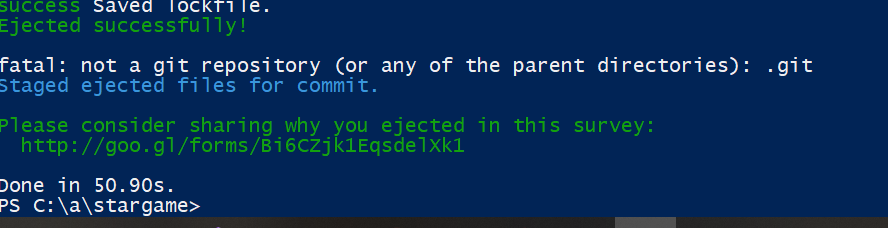 success Saved lockfile.
Ejected successfully!
fatal: not a git repository (or any of the parent directories): .git
Staged ejected files for commit.
Please consider sharing why you ejected in this survey:
http://goo.gl/forms/Bi6CZjk1EqsdelXk1
Done in 50.90s.
PS C:\a\stargame>